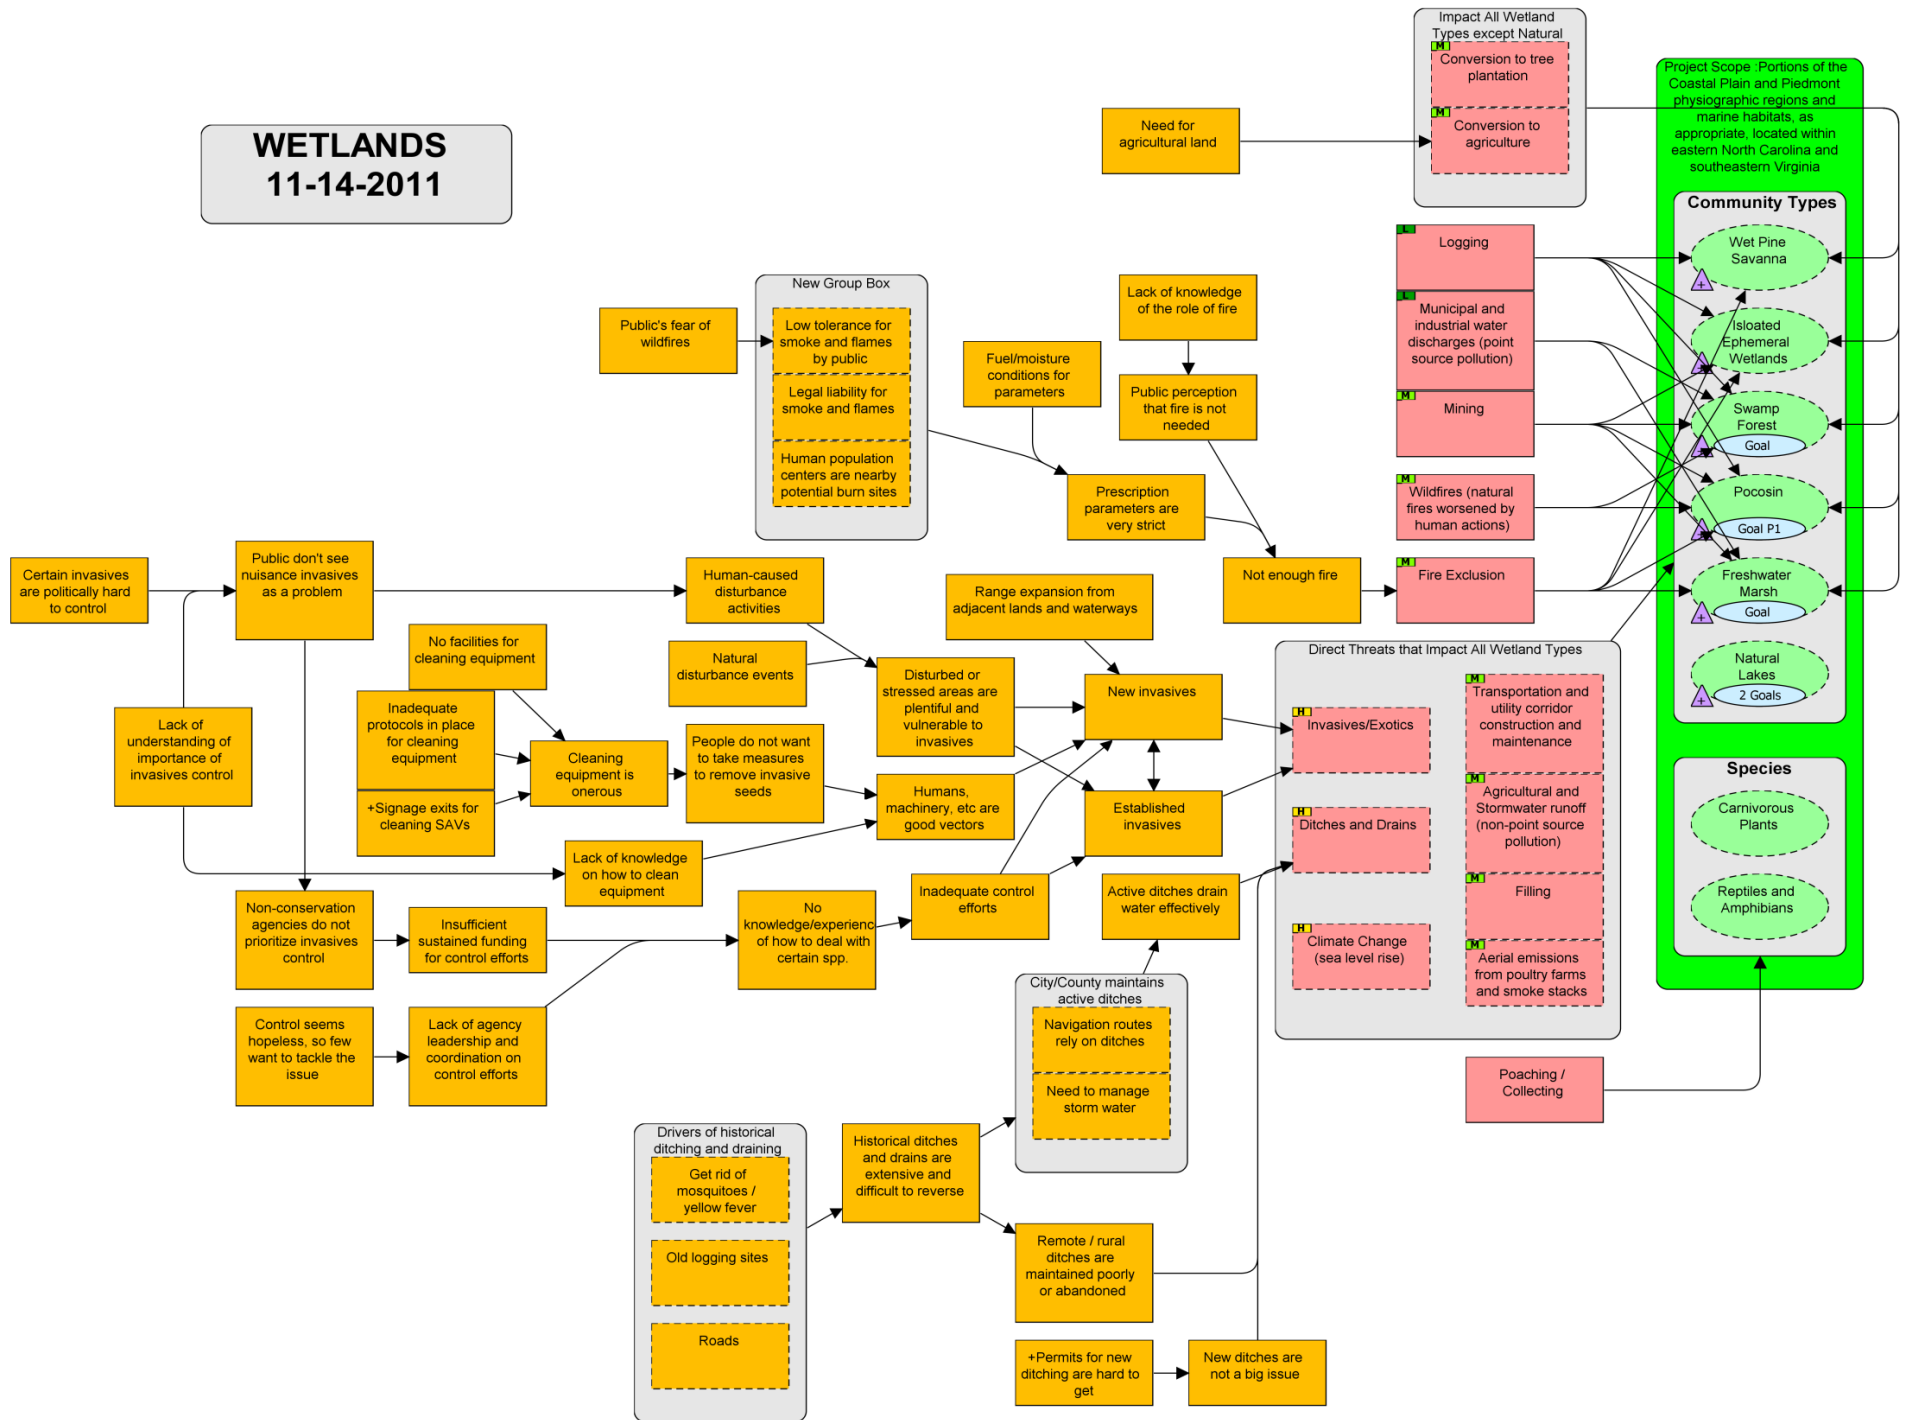 WETLANDS
11-14-2011
Impact All Wetland
Types except Natural
M
Conversion to tree
plantation
M
Conversion to
agriculture
Need for
agricultural land
Project Scope :Portions of the
Coastal Plain and Piedmont
physiographic regions and
marine habitats, as
appropriate, located within
eastern North Carolina and
southeastern Virginia
Community Types
Wet Pine
Savanna
+
Isloated
Ephemeral
Wetlands
+
Swamp
Forest
Goal
+
Pocosin
Goal P1
+
Freshwater
Marsh
Goal
+
Natural
Lakes
2 Goals
+
Species
Carnivorous
Plants
Reptiles and
Amphibians
L
Logging
L
Municipal and
industrial water
discharges (point
source pollution)
M
Mining
M
Wildfires (natural
fires worsened by
human actions)
M
Fire Exclusion
New Group Box
Low tolerance for
smoke and flames
by public
Legal liability for
smoke and flames
Human population
centers are nearby
potential burn sites
Public's fear of
wildfires
Lack of knowledge
of the role of fire
Fuel/moisture
conditions for
parameters
Public perception
that fire is not
needed
Prescription
parameters are
very strict
Not enough fire
Certain invasives
are politically hard
to control
Public don't see
nuisance invasives
as a problem
Human-caused
disturbance
activities
Range expansion from
adjacent lands and waterways
No facilities for
cleaning equipment
Natural
disturbance events
Disturbed or
stressed areas are
plentiful and
vulnerable to
invasives
New invasives
Inadequate
protocols in place
for cleaning
equipment
Lack of
understanding of
importance of
invasives control
Cleaning
equipment is
onerous
People do not want
to take measures
to remove invasive
seeds
+Signage exits for
cleaning SAVs
Humans,
machinery, etc are
good vectors
Established
invasives
Lack of knowledge
on how to clean
equipment
Inadequate control
efforts
Active ditches drain
water effectively
Non-conservation
agencies do not
prioritize invasives
control
Insufficient
sustained funding
for control efforts
No
knowledge/experienc
of how to deal with
certain spp.
Control seems
hopeless, so few
want to tackle the
issue
Lack of agency
leadership and
coordination on
control efforts
Direct Threats that Impact All Wetland Types
H
Invasives/Exotics
H
Ditches and Drains
H
Climate Change
(sea level rise)
M
Transportation and
utility corridor
construction and
maintenance
M
Agricultural and
Stormwater runoff
(non-point source
pollution)
M
Filling
M
Aerial emissions
from poultry farms
and smoke stacks
Poaching /
Collecting
City/County maintains
active ditches
Navigation routes
rely on ditches
Need to manage
storm water
Drivers of historical
ditching and draining
Get rid of
mosquitoes /
yellow fever
Old logging sites
Roads
Historical ditches
and drains are
extensive and
difficult to reverse
Remote / rural
ditches are
maintained poorly
or abandoned
+Permits for new
ditching are hard to
get
New ditches are
not a big issue